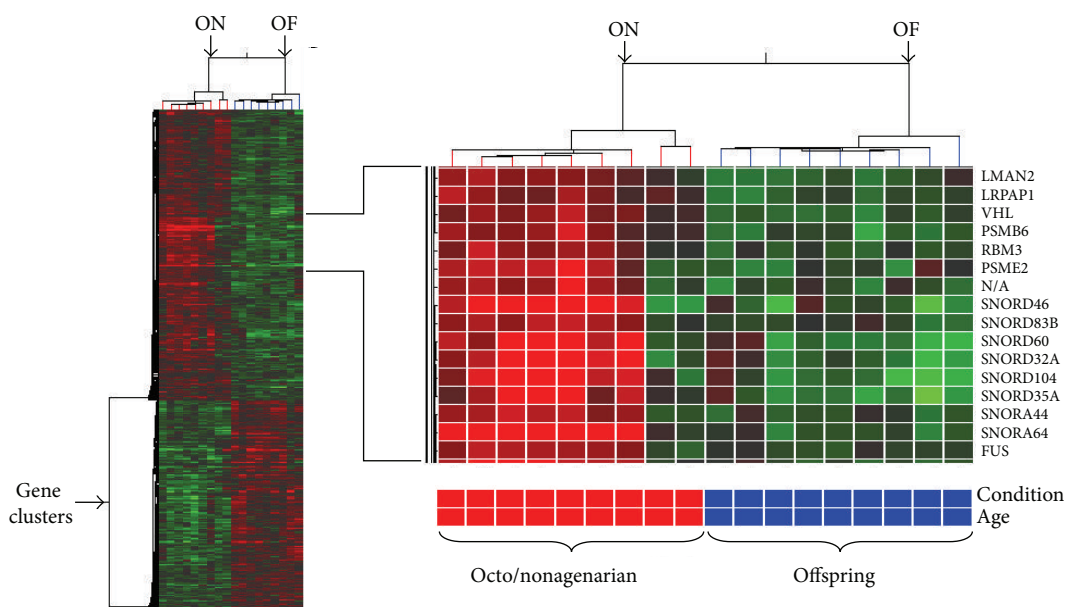 ON
OF
ON
OF
LMAN2
LRPAP1
VHL
PSMB6
RBM3
PSME2
N/A
SNORD46
SNORD83B
SNORD60
SNORD32A
SNORD104
SNORD35A
SNORA44
SNORA64
FUS
Gene
clusters
Condition
Age
Octo/nonagenarian
Offspring